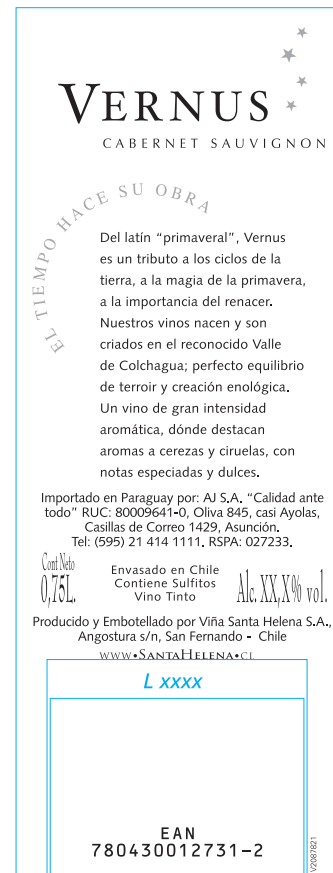 VERNUS
CABERNET SAUVIGNON
EL TIEMPO HACE SU OBRA
Del latín “primaveral”, Vernus
es un tributo a los ciclos de la
tierra, a la magia de la primavera,
a la importancia del renacer.
Nuestros vinos nacen y son
criados en el reconocido Valle
de Colchagua; perfecto equilibrio
de terroir y creación enológica.
Un vino de gran intensidad
aromática, dónde destacan
aromas a cerezas y ciruelas, con
notas especiadas y dulces.
Importado en Paraguay por: AJ S.A. “Calidad ante
todo” RUC: 80009641-0, Oliva 845, casi Ayolas,
Casillas de Correo 1429, Asunción.
Tel: (595) 21 414 1111. RSPA: 027233.
Cont Neto
0,75L.
Envasado en Chile
Contiene Sulfitos
Vino Tinto
Alc. XX,X% vol.
Producido y Embotellado por Viña Santa Helena S.A.,
Angostura s/n, San Fernando - Chile
WWW•SANTAHELENA•CL
L xxxx
EAN
780430012731-2
V2087821